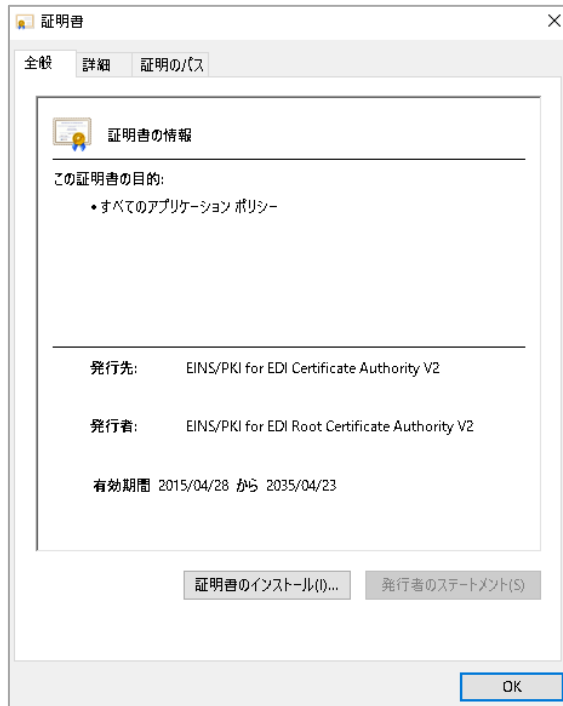 証明書
全般 詳細 証明のパス
証明書の情報
この証明書の目的:
• すべてのアプリケーション ポリシー
発行先: EINS/PKI for EDI Certificate Authority V2
発行者: EINS/PKI for EDI Root Certificate Authority V2
有効期間 2015/04/28 から 2035/04/23
証明書のインストール(I)... 発行者のステートメント(S)
OK